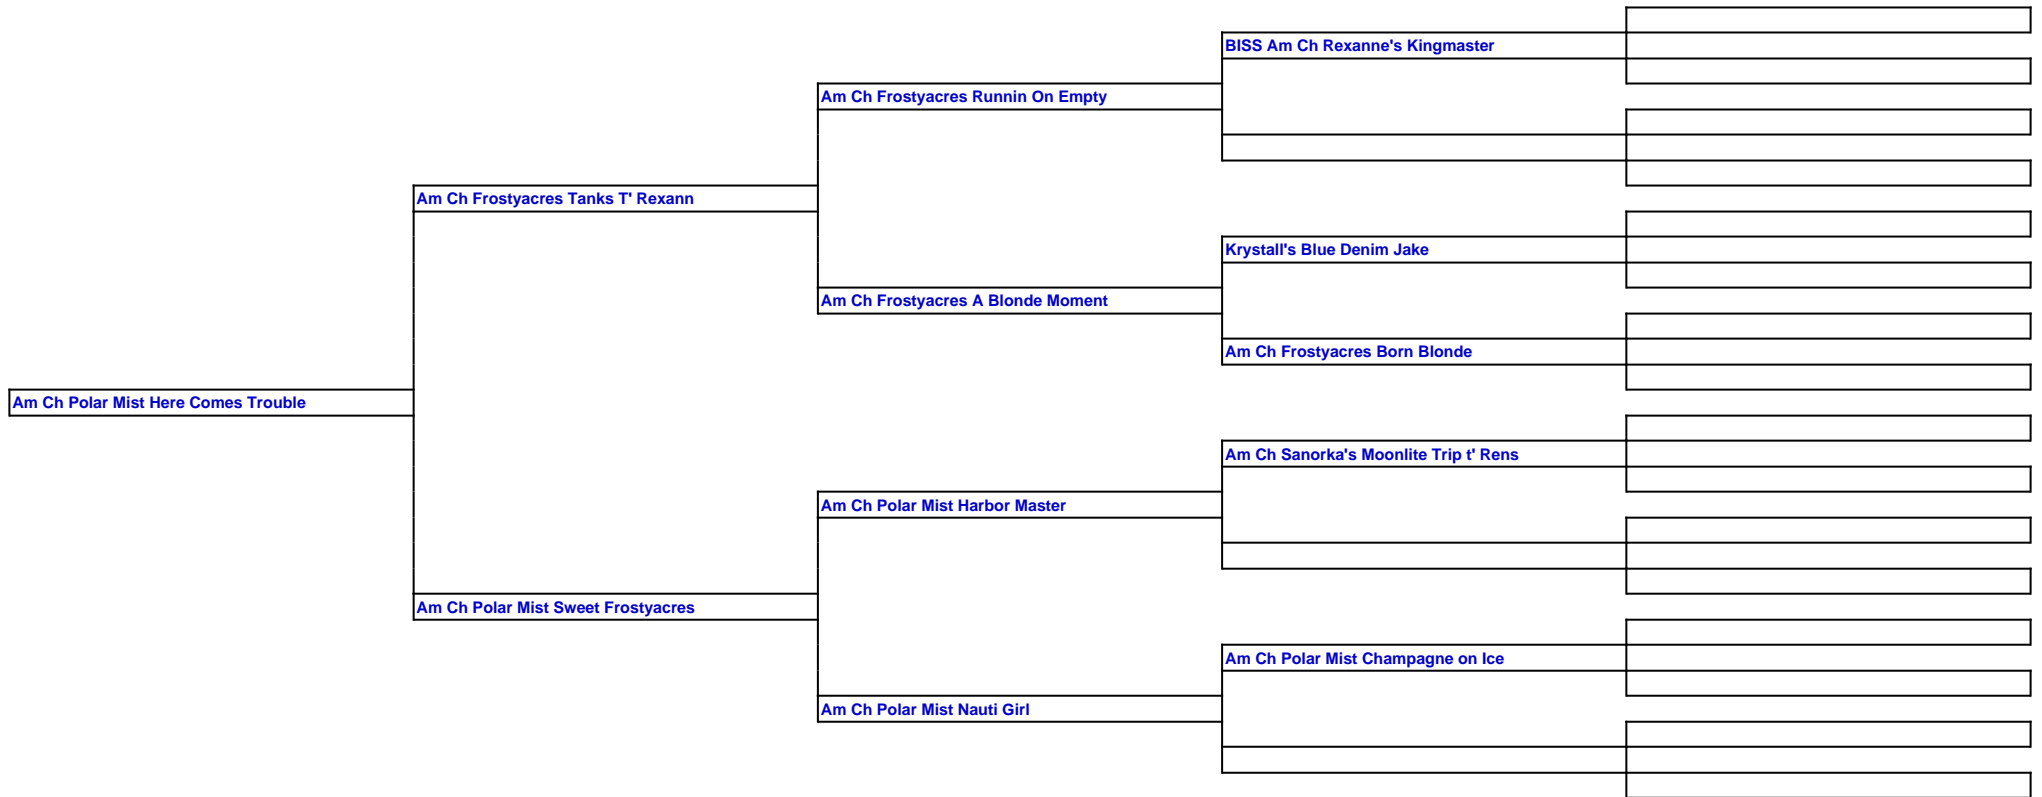 BISS Am Ch Rexanne's Kingmaster
Am Ch Frostyacres Runnin On Empty
Am Ch Frostyacres Tanks T' Rexann
Krystall's Blue Denim Jake
Am Ch Frostyacres A Blonde Moment
Am Ch Frostyacres Born Blonde
Am Ch Polar Mist Here Comes Trouble
Am Ch Sanorka's Moonlite Trip t' Rens
Am Ch Polar Mist Harbor Master
Am Ch Polar Mist Sweet Frostyacres
Am Ch Polar Mist Champagne on Ice
Am Ch Polar Mist Nauti Girl